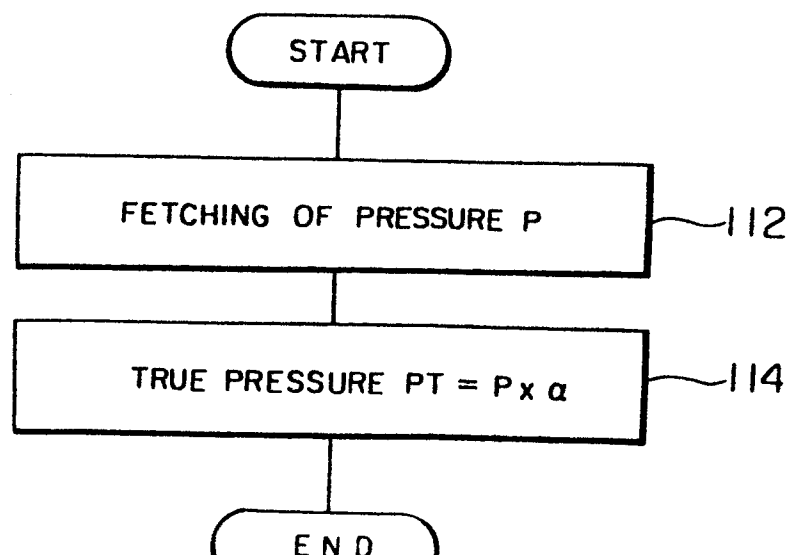 START
FETCHING OF PRESSURE P
112
TRUE PRESSURE PT = P x α
114
END